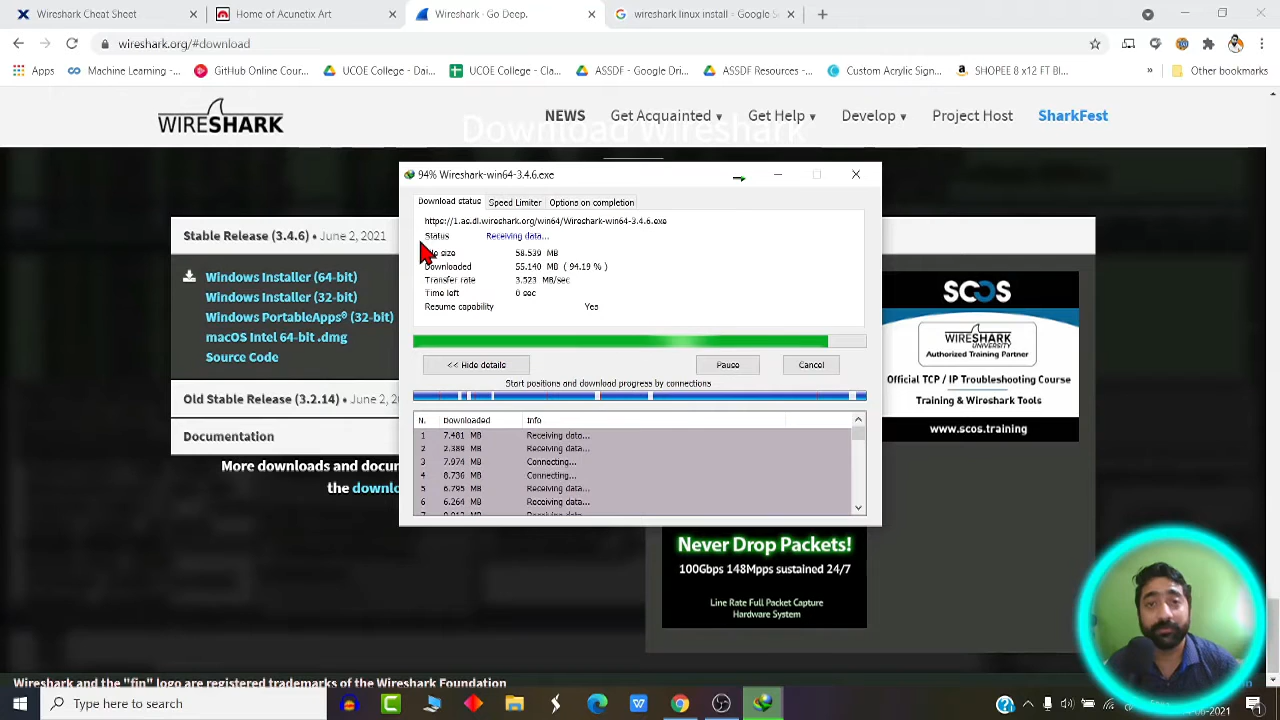 Download Wireshark
Home of Acunetix Art
Wireshark · Go Deep.
wireshark linux install - Google S
wireshark.org/#download
Apps
Machine Learning -...
GitHub Online Cour...
UCOE College - Dai...
UCOE College - Cla...
ASSDF - Google Dri...
ASSDF Resources -...
Custom Acrylic Sign...
SHOPEE 8 x12 FT Bl...
»
Other bookmarks
WIRESHARK
NEWS
Get Acquainted ▾
Get Help ▾
Develop ▾
Project Host
SharkFest
94% Wireshark-win64-3.4.6.exe
Download status
Speed Limiter
Options on completion
https://1.as.dl.wireshark.org/win64/Wireshark-win64-3.4.6.exe
Status Receiving data...
size 58.539 MB
Downloaded 55.140 MB ( 94.19 % )
Transfer rate 3.523 MB/sec
Time left 0 sec
Resume capability Yes
<< Hide details
Pause
Cancel
Start positions and download progress by connections
N. Downloaded Info
1 7.481 MB Receiving data...
2 2.389 MB Receiving data...
3 7.974 MB Connecting...
4 8.736 MB Connecting...
5 6.795 MB Receiving data...
6 6.264 MB Receiving data...
Stable Release (3.4.6) • June 2, 2021
Windows Installer (64-bit)
Windows Installer (32-bit)
Windows PortableApps® (32-bit)
macOS Intel 64-bit .dmg
Source Code
Old Stable Release (3.2.14) • June 2, 2
Documentation
More downloads and docu
the downlo
SCOS
WIRESHARK
UNIVERSITY
Authorized Training Partner
Official TCP / IP Troubleshooting Course
Training & Wireshark Tools
www.scos.training
Never Drop Packets!
100Gbps 148Mpps sustained 24/7
Line Rate Full Packet Capture
Hardware System
Wireshark and the "fin" logo are registered trademarks of the Wireshark Foundation
Type here to search